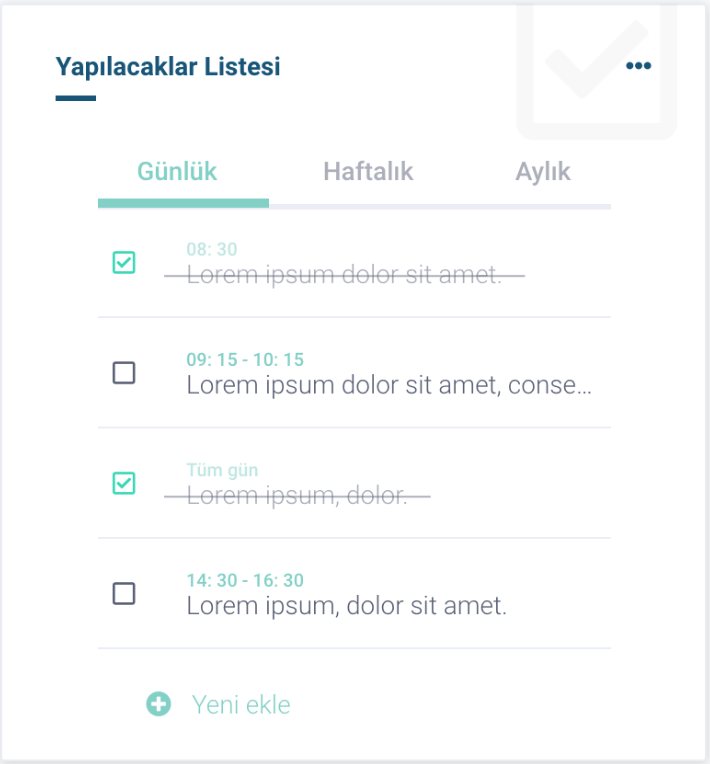 Yapılacaklar Listesi
Günlük Haftalık Aylık
08: 30
Lorem ipsum dolor sit amet.
09: 15 - 10: 15
Lorem ipsum dolor sit amet, conse...
Tüm gün
Lorem ipsum, dolor.
14: 30 - 16: 30
Lorem ipsum, dolor sit amet.
Yeni ekle